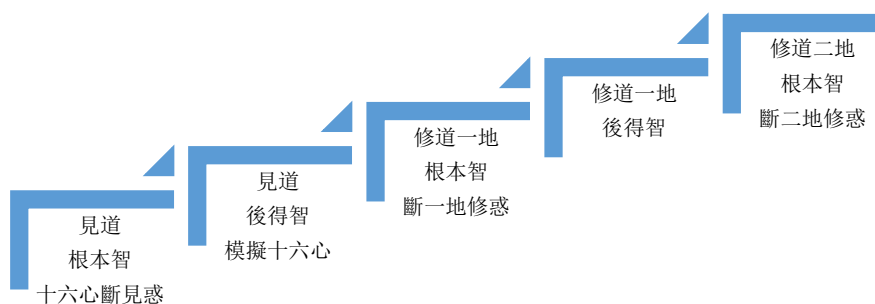 見道
根本智
十六心斷見惑
見道
後得智
模擬十六心
修道一地
根本智
斷一地修惑
修道一地
後得智
修道二地
根本智
斷二地修惑